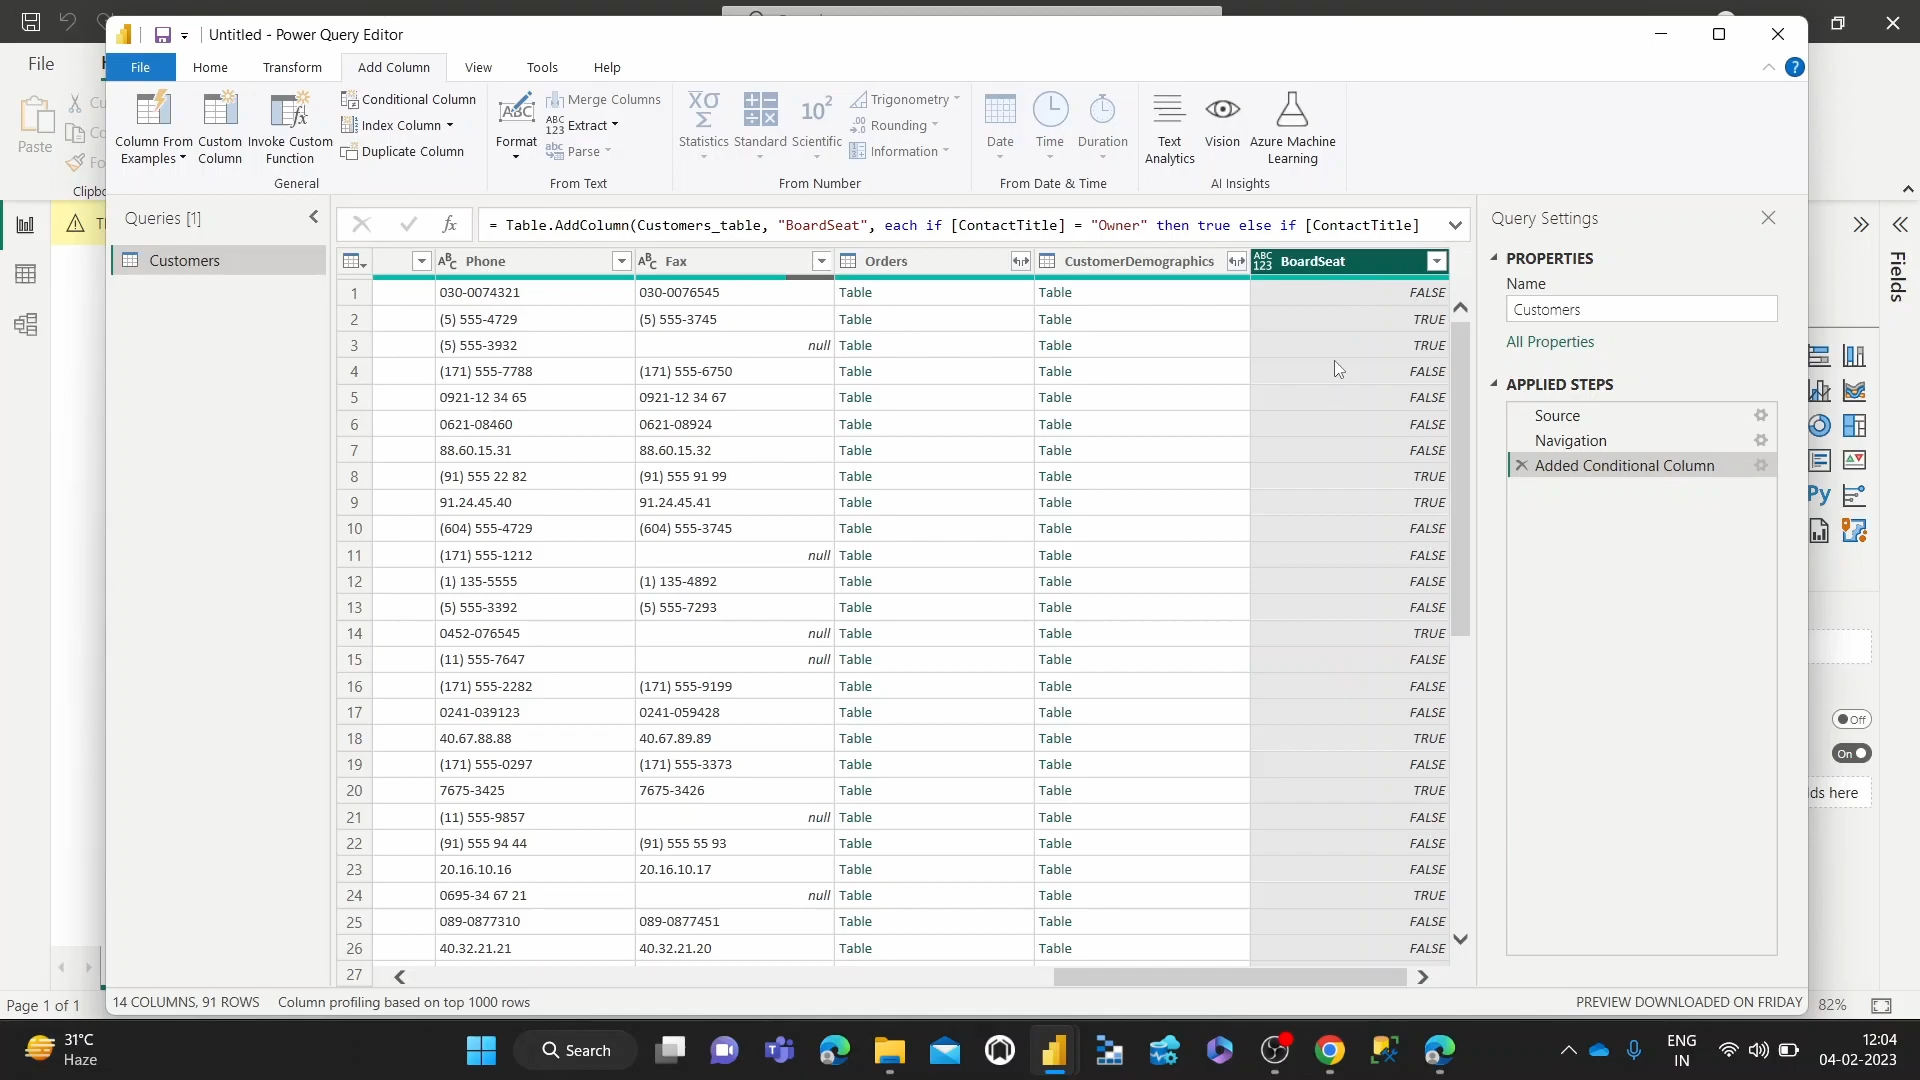 Untitled - Power Query Editor
File
File Home Transform Add Column View Tools Help
Paste
Clipb
Column From Examples
Custom Column
Invoke Custom Function
Conditional Column
Index Column
Duplicate Column
General
Format
Merge Columns
Extract
Parse
From Text
Statistics
Standard
Scientific
Trigonometry
Rounding
Information
From Number
Date
Time
Duration
From Date & Time
Text Analytics
Vision
Azure Machine Learning
AI Insights
Queries [1]
Customers
= Table.AddColumn(Customers_table, "BoardSeat", each if [ContactTitle] = "Owner" then true else if [ContactTitle]
Phone Fax Orders CustomerDemographics BoardSeat
1 030-0074321 030-0076545 Table Table FALSE
2 (5) 555-4729 (5) 555-3745 Table Table TRUE
3 (5) 555-3932 null Table Table TRUE
4 (171) 555-7788 (171) 555-6750 Table Table FALSE
5 0921-12 34 65 0921-12 34 67 Table Table FALSE
6 0621-08460 0621-08924 Table Table FALSE
7 88.60.15.31 88.60.15.32 Table Table FALSE
8 (91) 555 22 82 (91) 555 91 99 Table Table TRUE
9 91.24.45.40 91.24.45.41 Table Table TRUE
10 (604) 555-4729 (604) 555-3745 Table Table FALSE
11 (171) 555-1212 null Table Table FALSE
12 (1) 135-5555 (1) 135-4892 Table Table FALSE
13 (5) 555-3392 (5) 555-7293 Table Table FALSE
14 0452-076545 null Table Table TRUE
15 (11) 555-7647 null Table Table FALSE
16 (171) 555-2282 (171) 555-9199 Table Table FALSE
17 0241-039123 0241-059428 Table Table FALSE
18 40.67.88.88 40.67.89.89 Table Table TRUE
19 (171) 555-0297 (171) 555-3373 Table Table FALSE
20 7675-3425 7675-3426 Table Table TRUE
21 (11) 555-9857 null Table Table FALSE
22 (91) 555 94 44 (91) 555 55 93 Table Table FALSE
23 20.16.10.16 20.16.10.17 Table Table FALSE
24 0695-34 67 21 null Table Table TRUE
25 089-0877310 089-0877451 Table Table FALSE
26 40.32.21.21 40.32.21.20 Table Table FALSE
27
Query Settings
PROPERTIES
Name
Customers
All Properties
APPLIED STEPS
Source
Navigation
Added Conditional Column
Fields
Py
Off
On
ds here
14 COLUMNS, 91 ROWS Column profiling based on top 1000 rows
PREVIEW DOWNLOADED ON FRIDAY
Page 1 of 1
82%
31°C
Haze
Search
ENG
IN
12:04
04-02-2023